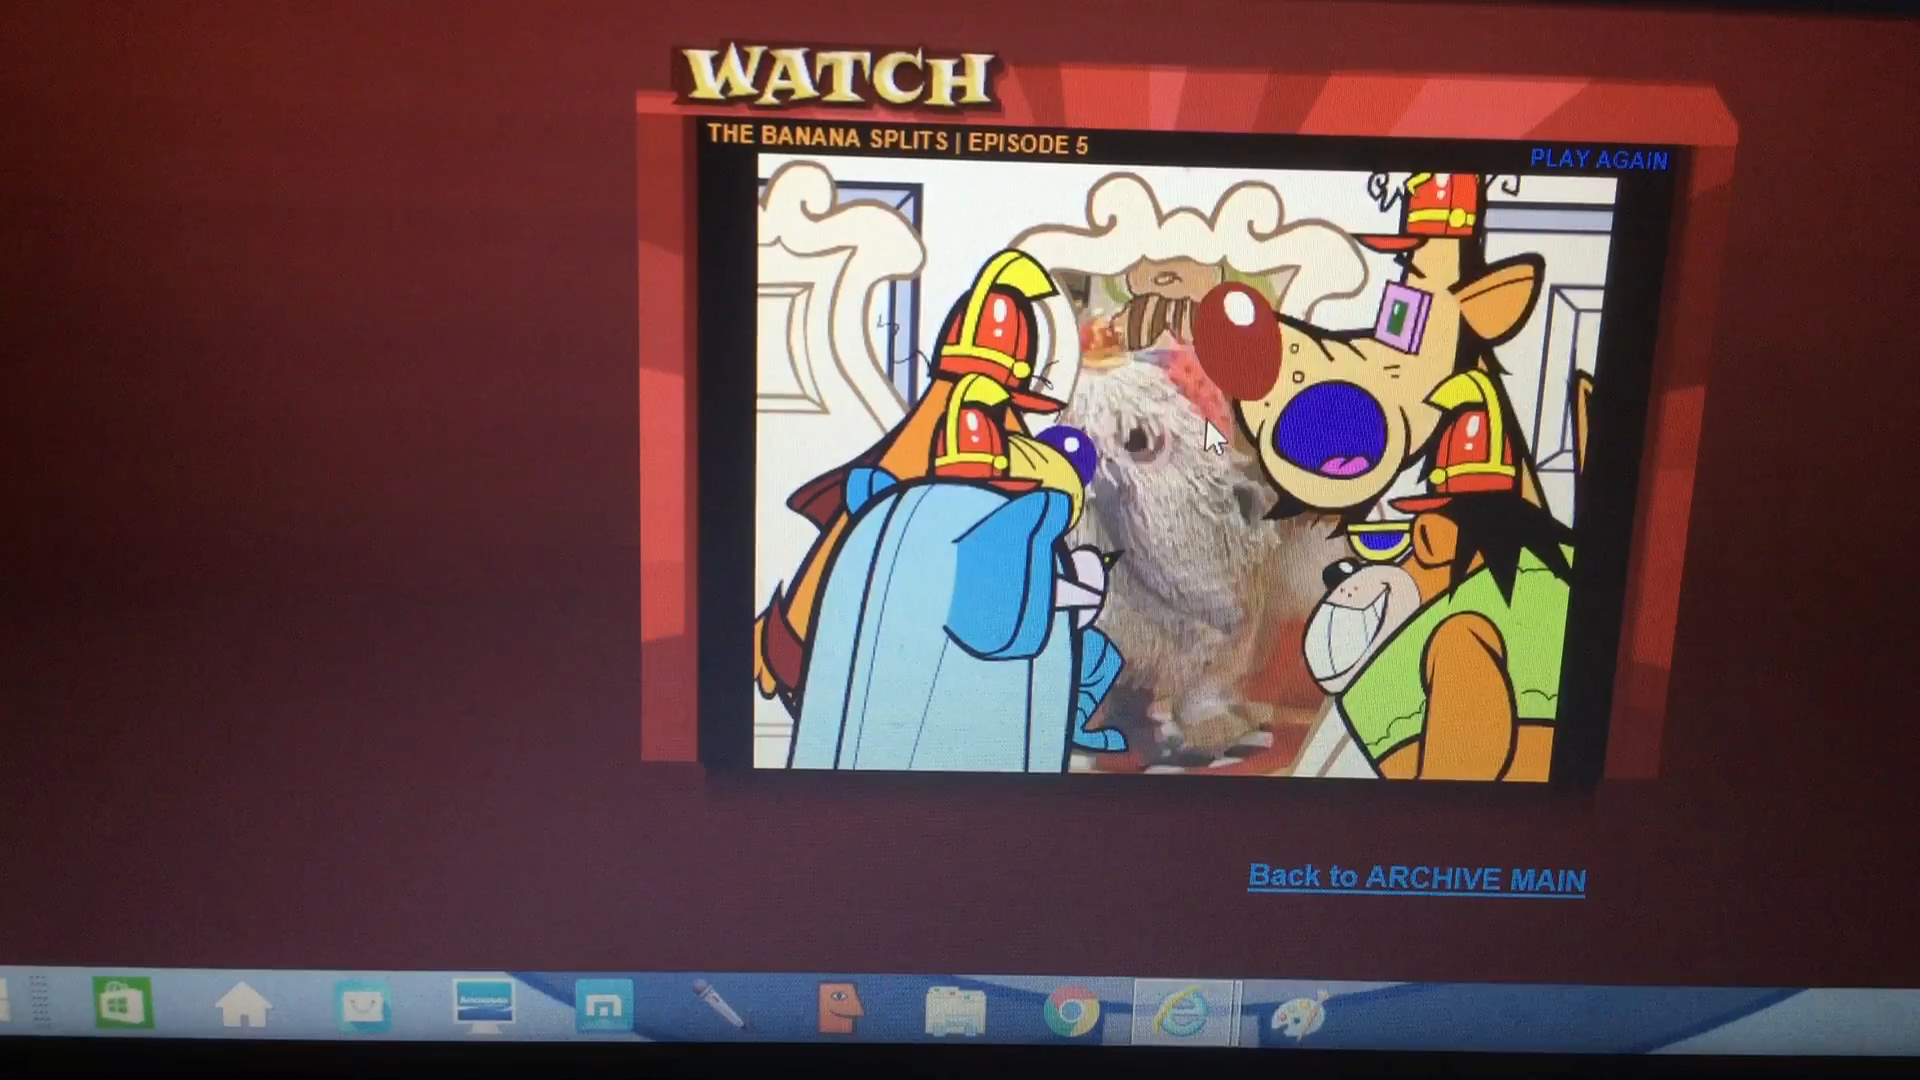 WATCH
THE BANANA SPLITS | EPISODE 5
PLAY AGAIN
Back to ARCHIVE MAIN